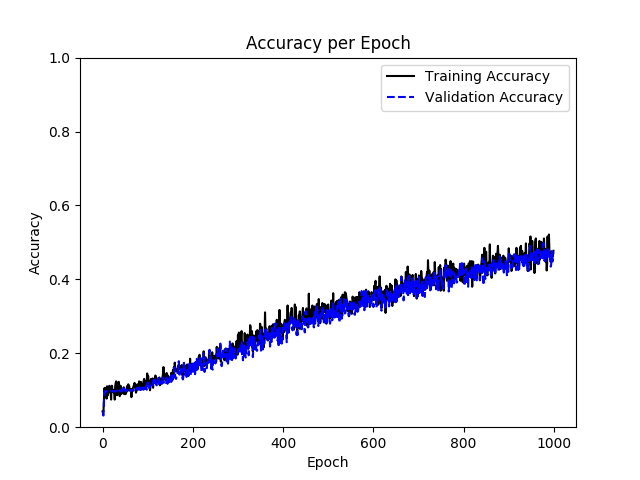 Accuracy per Epoch
Training Accuracy
Validation Accuracy
1.0
0.8
0.6
0.4
0.2
0.0
Accuracy
0 200 400 600 800 1000
Epoch